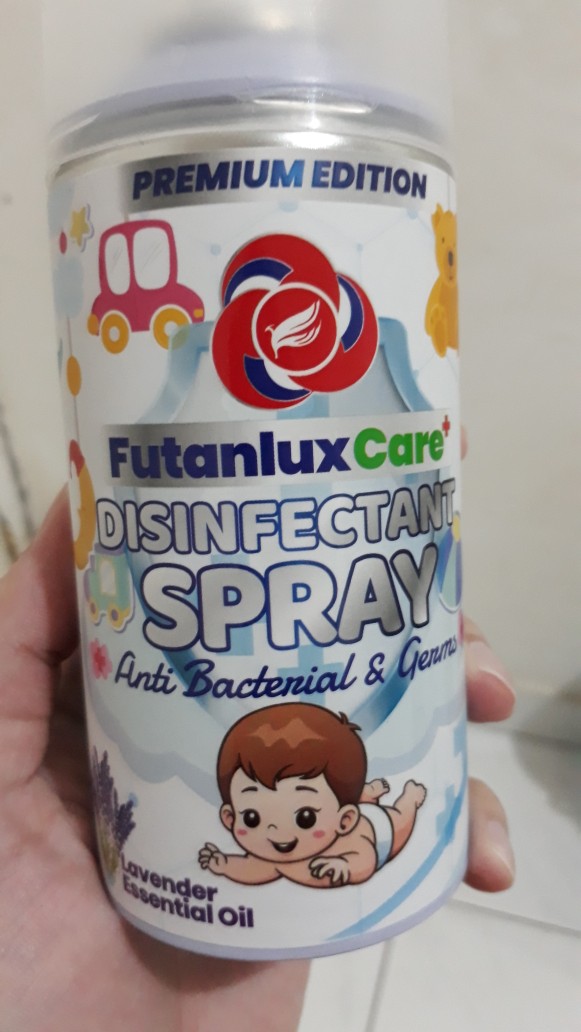 PREMIUM EDITION
FutanluxCare+
DISINFECTANT
SPRAY
Anti Bacterial & Germs
Lavender
Essential Oil